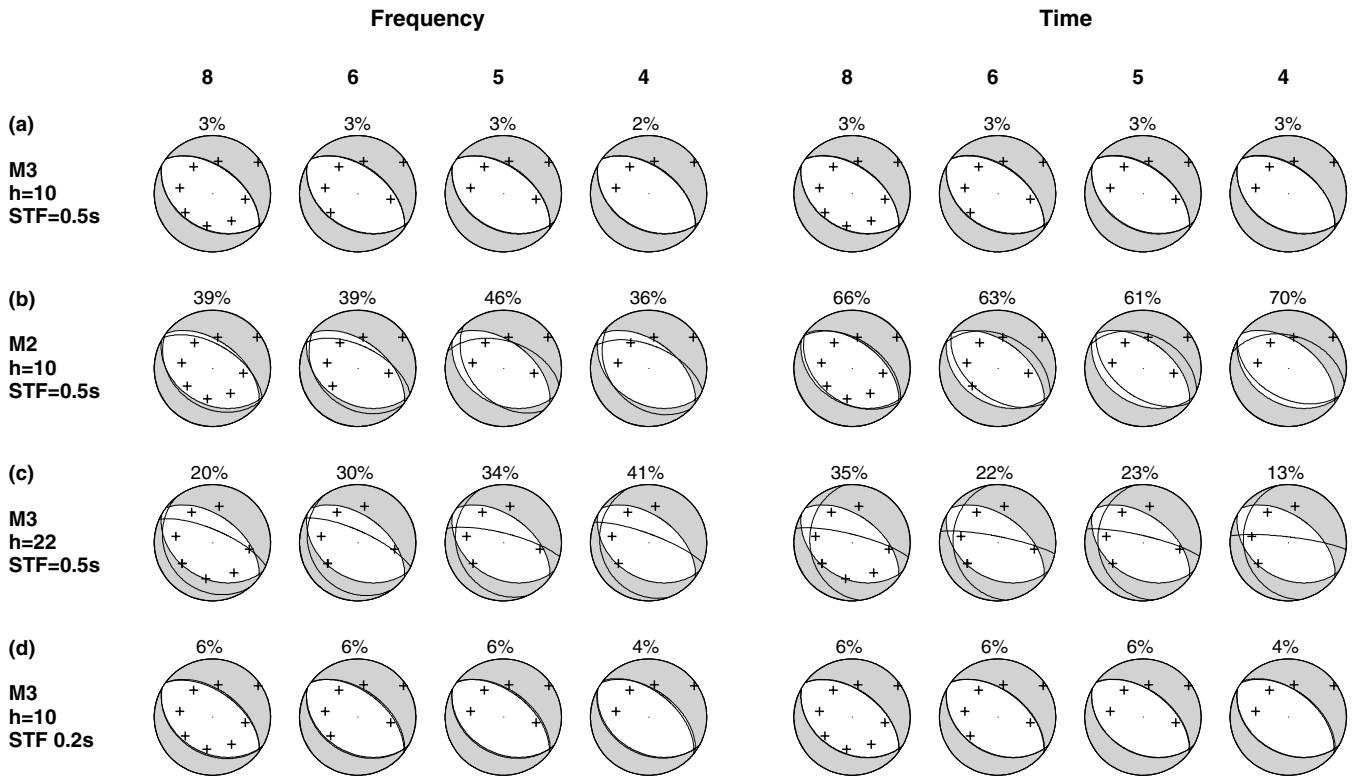 Frequency Time
8 6 5 4 8 6 5 4
(a) 3% 3% 3% 2% 3% 3% 3% 3%
M3
h=10
STF=0.5s
(b) 39% 39% 46% 36% 66% 63% 61% 70%
M2
h=10
STF=0.5s
(c) 20% 30% 34% 41% 35% 22% 23% 13%
M3
h=22
STF=0.5s
(d) 6% 6% 6% 4% 6% 6% 6% 4%
M3
h=10
STF 0.2s